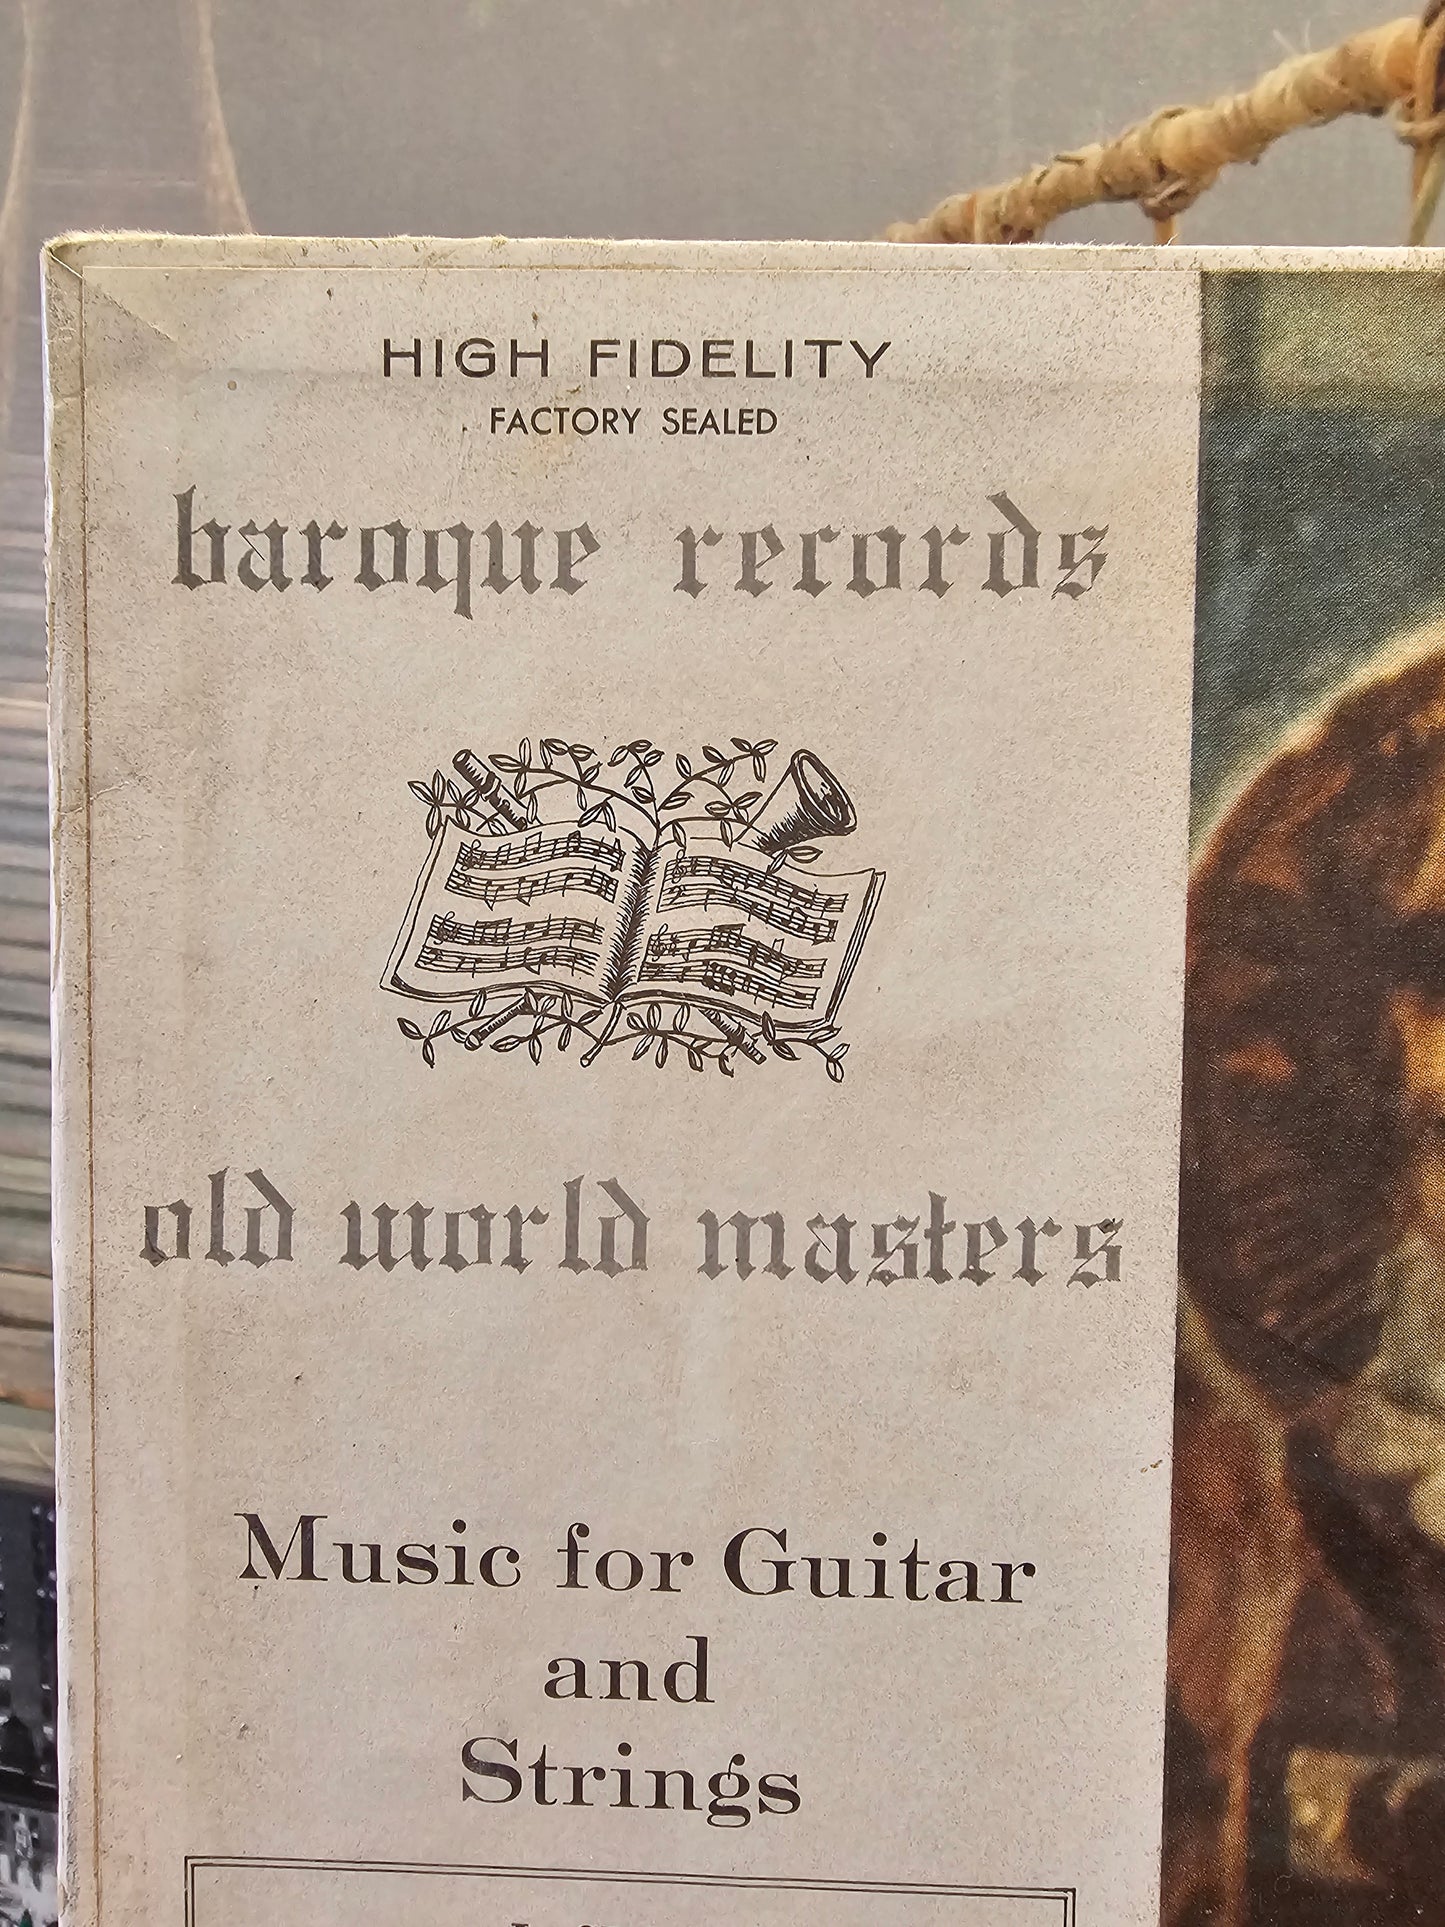 HIGH FIDELITY
FACTORY SEALED
baroque records
old world masters
Music for Guitar
and
Strings